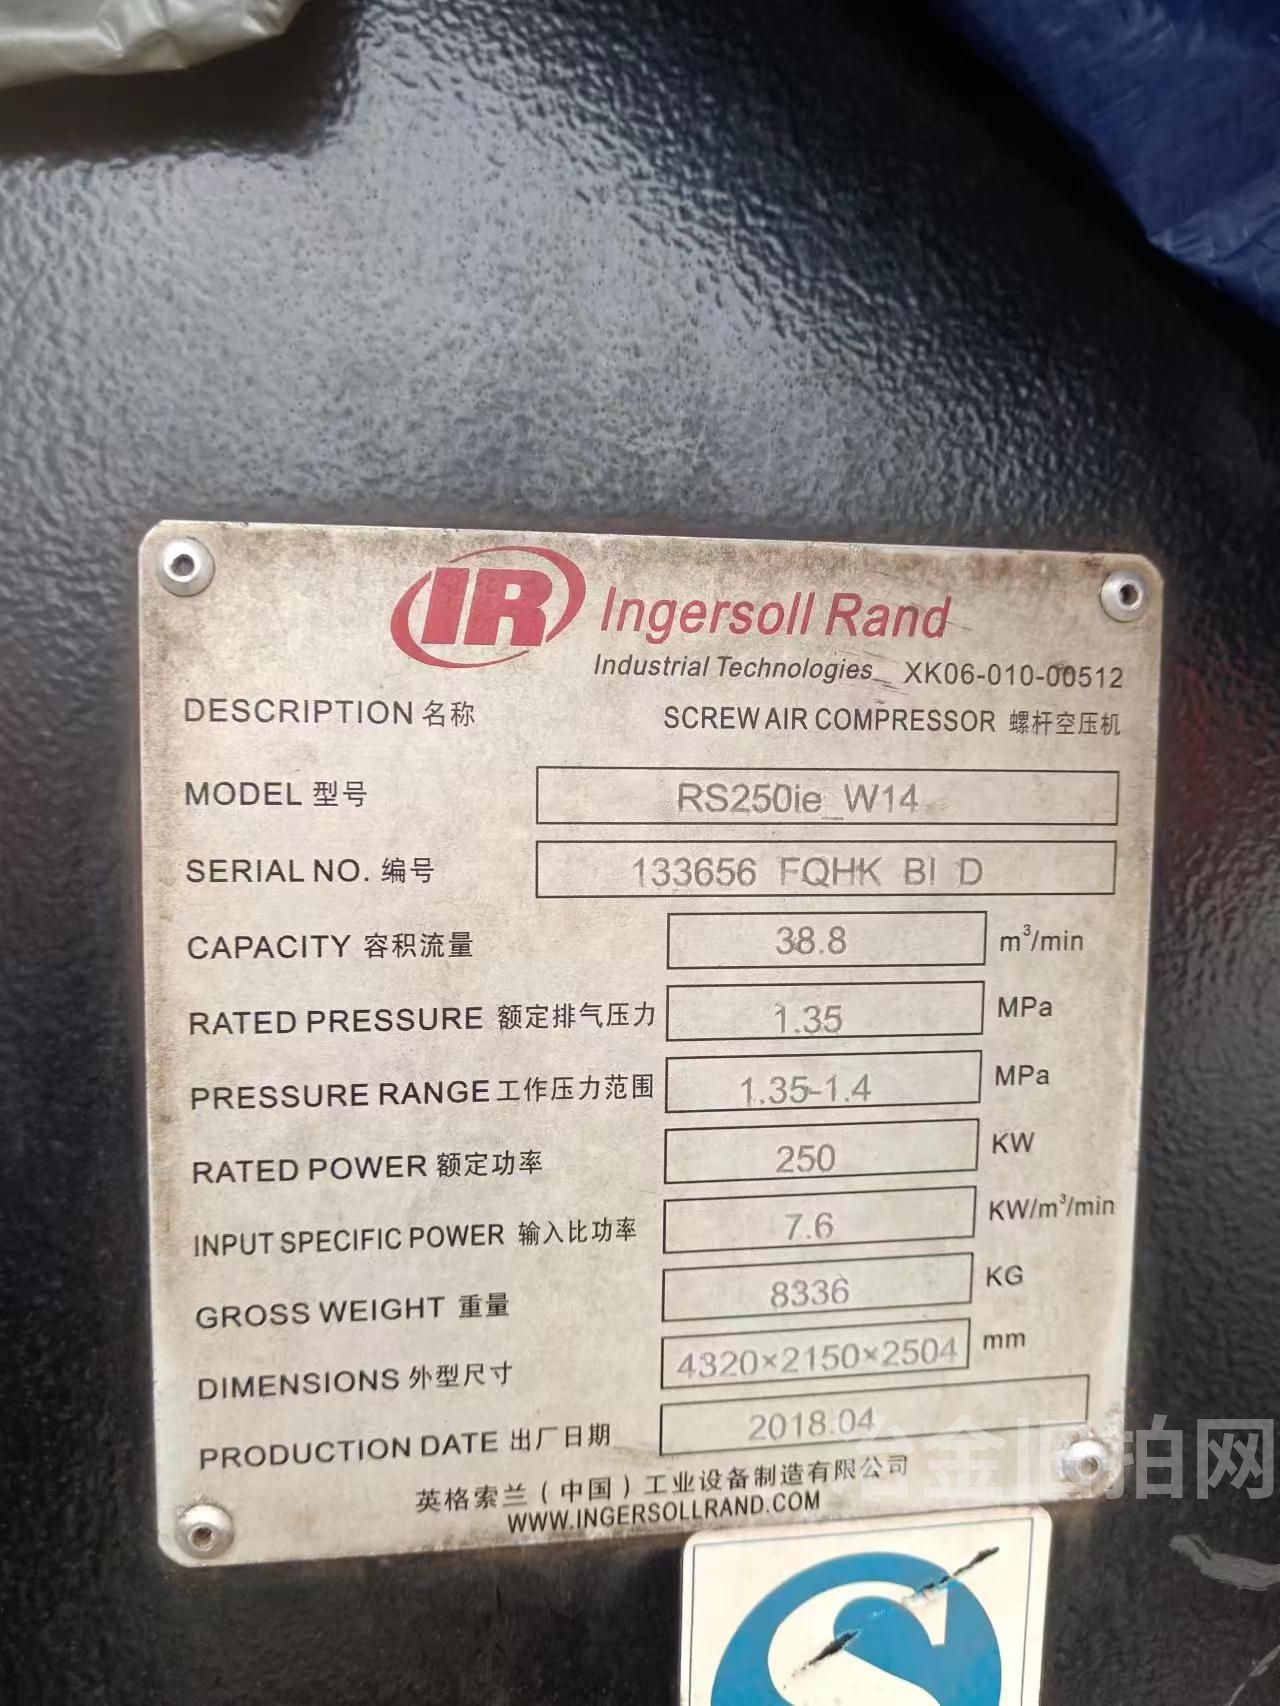 IR Ingersoll Rand
Industrial Technologies XK06-010-00512
DESCRIPTION 名称 SCREW AIR COMPRESSOR 螺杆空压机
MODEL 型号 RS250ie_W14
SERIAL NO. 编号 133656 FQHK BI D
CAPACITY 容积流量 38.8 m³/min
RATED PRESSURE 额定排气压力 1.35 MPa
PRESSURE RANGE 工作压力范围 1.35-1.4 MPa
RATED POWER 额定功率 250 KW
INPUT SPECIFIC POWER 输入比功率 7.6 KW/m³/min
GROSS WEIGHT 重量 8336 KG
DIMENSIONS 外型尺寸 4320×2150×2504 mm
PRODUCTION DATE 出厂日期 2018.04
英格索兰（中国）工业设备制造有限公司
WWW.INGERSOLLRAND.COM
冶金旧拍网